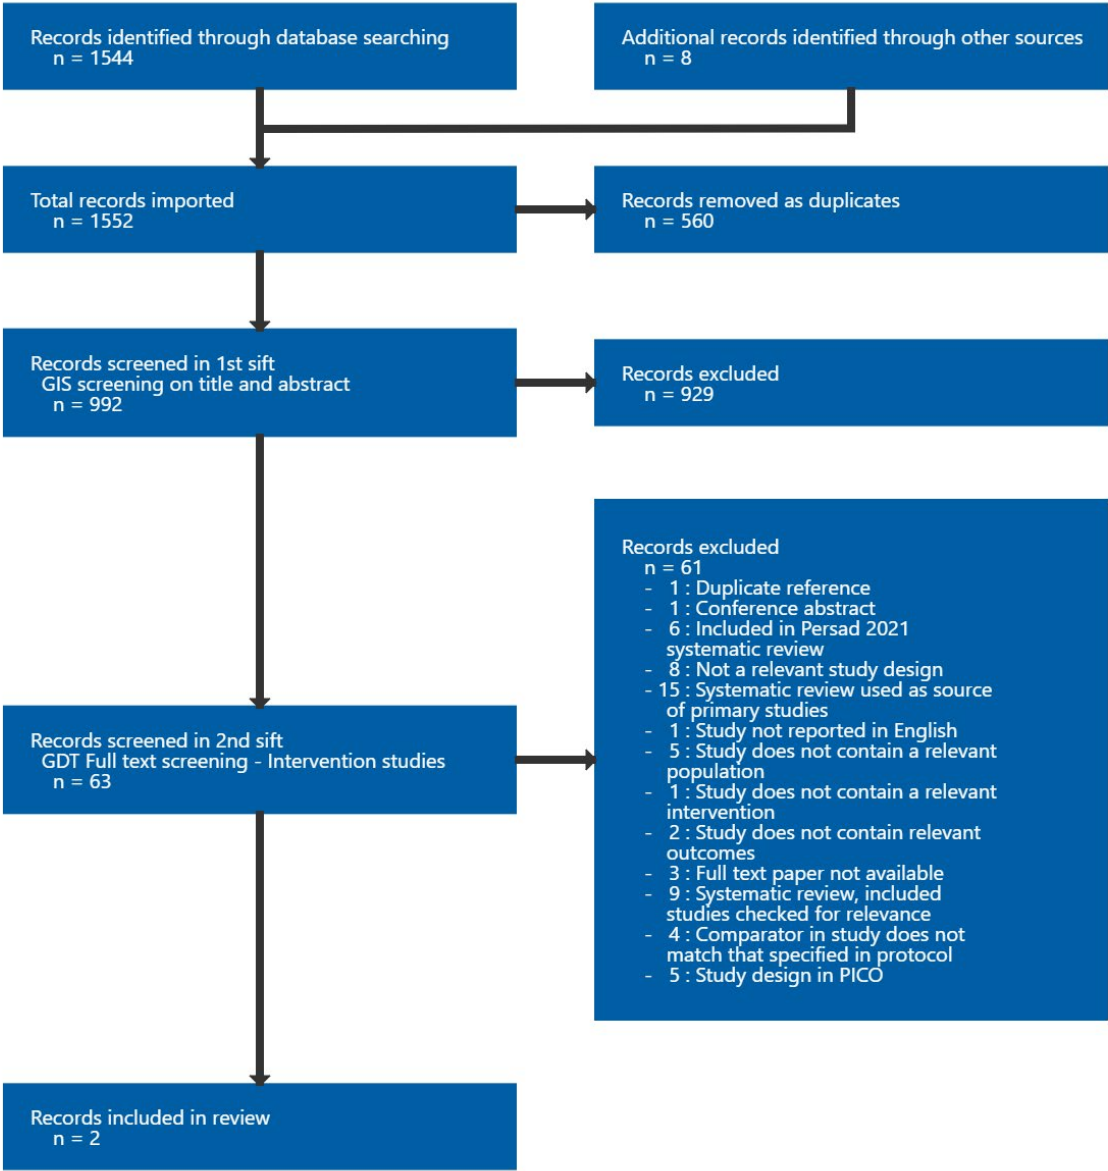 Records identified through database searching
n = 1544
Additional records identified through other sources
n = 8
Total records imported
n = 1552
Records removed as duplicates
n = 560
Records screened in 1st sift
GIS screening on title and abstract
n = 992
Records excluded
n = 929
Records screened in 2nd sift
GDT Full text screening - Intervention studies
n = 63
Records excluded
n = 61
- 1 : Duplicate reference
- 1 : Conference abstract
- 6 : Included in Persad 2021
systematic review
- 8 : Not a relevant study design
- 15 : Systematic review used as source
of primary studies
- 1 : Study not reported in English
- 5 : Study does not contain a relevant
population
- 1 : Study does not contain a relevant
intervention
- 2 : Study does not contain relevant
outcomes
- 3 : Full text paper not available
- 9 : Systematic review, included
studies checked for relevance
- 4 : Comparator in study does not
match that specified in protocol
- 5 : Study design in PICO
Records included in review
n = 2